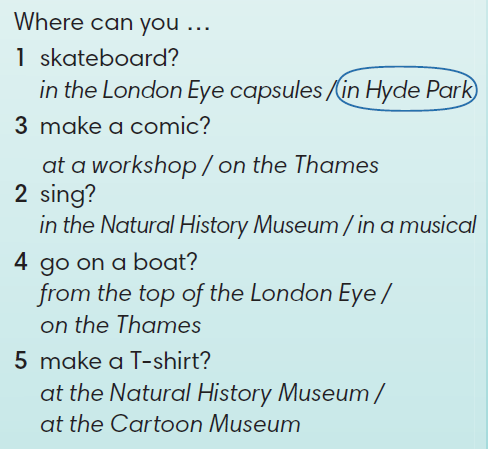 Where can you ...
1 skateboard?
in the London Eye capsules / in Hyde Park
3 make a comic?
at a workshop / on the Thames
2 sing?
in the Natural History Museum / in a musical
4 go on a boat?
from the top of the London Eye /
on the Thames
5 make a T-shirt?
at the Natural History Museum /
at the Cartoon Museum